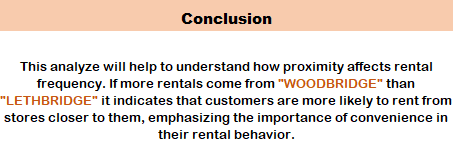 Conclusion
This analyze will help to understand how proximity affects rental
frequency. If more rentals come from "WOODBRIDGE" than
"LETHBRIDGE" it indicates that customers are more likely to rent from
stores closer to them, emphasizing the importance of convenience in
their rental behavior.